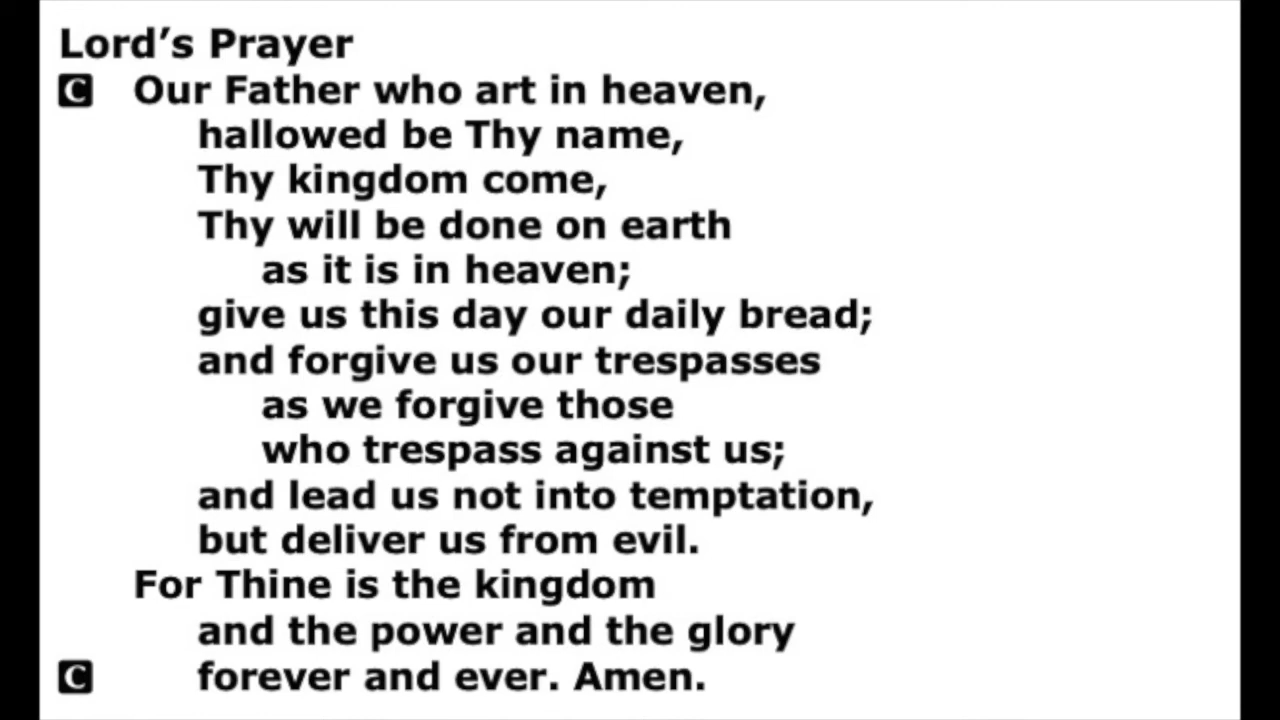 Lord’s Prayer
C Our Father who art in heaven,
hallowed be Thy name,
Thy kingdom come,
Thy will be done on earth
as it is in heaven;
give us this day our daily bread;
and forgive us our trespasses
as we forgive those
who trespass against us;
and lead us not into temptation,
but deliver us from evil.
For Thine is the kingdom
and the power and the glory
C forever and ever. Amen.